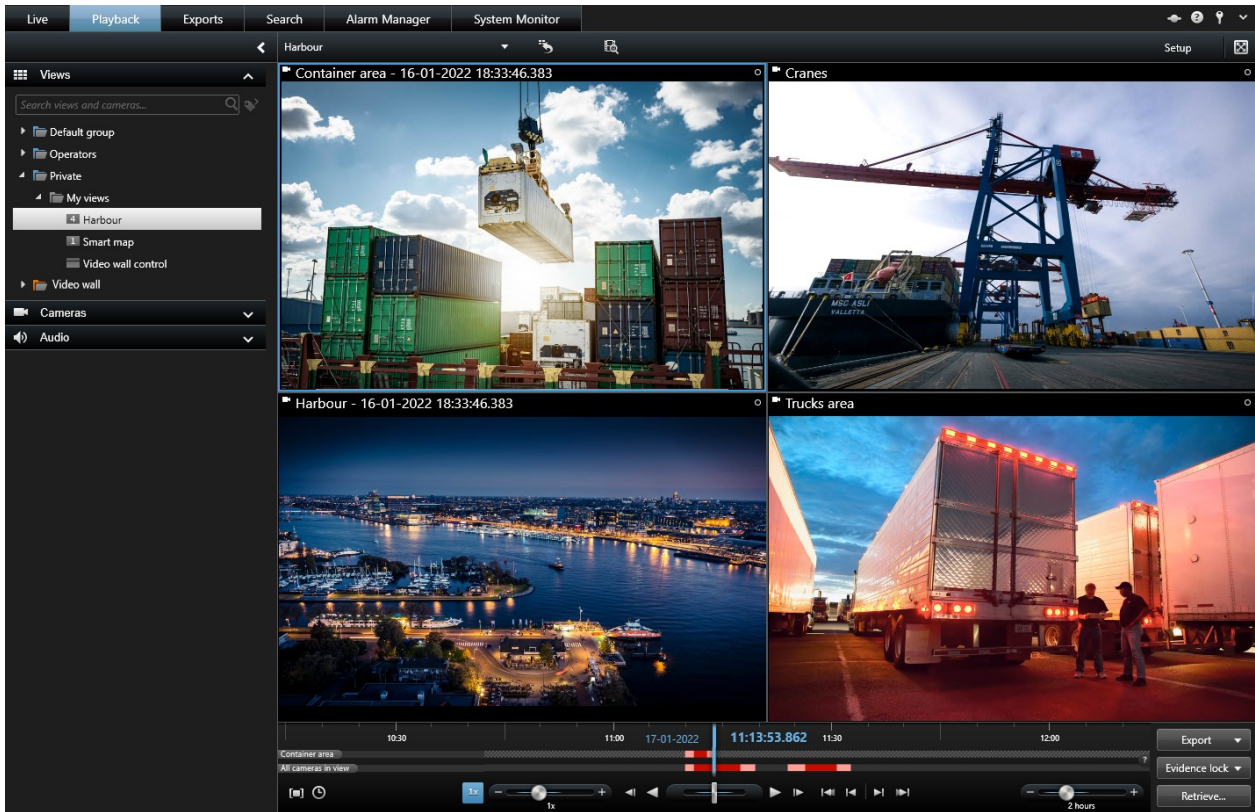 Live Playback Exports Search Alarm Manager System Monitor
Harbour Setup
Views
Search views and cameras...
Default group
Operators
Private
My views
4 Harbour
1 Smart map
Video wall control
Video wall
Cameras
Audio
Container area - 16-01-2022 18:33:46.383
Cranes
MSC ASLI
VALLETTA
Harbour - 16-01-2022 18:33:46.383
Trucks area
10:30 11:00 17-01-2022 11:13:53.862 11:30 12:00
Container area
All cameras in view
1x
1x
2 hours
Export
Evidence lock
Retrieve...